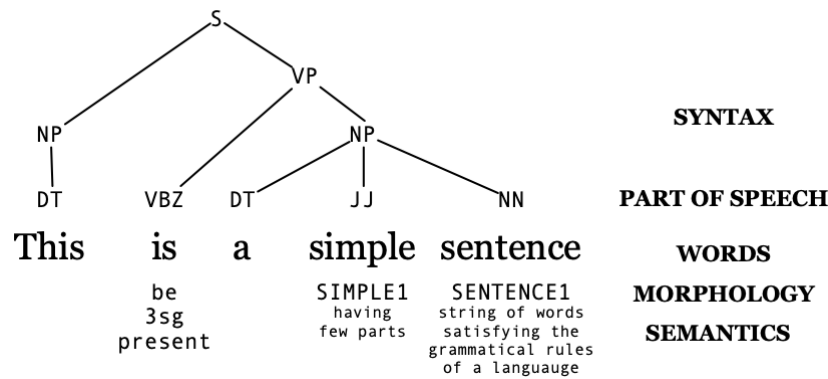 S
VP
NP NP SYNTAX
DT VBZ DT JJ NN PART OF SPEECH
This is a simple sentence WORDS
be SIMPLE1 SENTENCE1 MORPHOLOGY
3sg having string of words
present few parts satisfying the SEMANTICS
grammatical rules
of a languauge